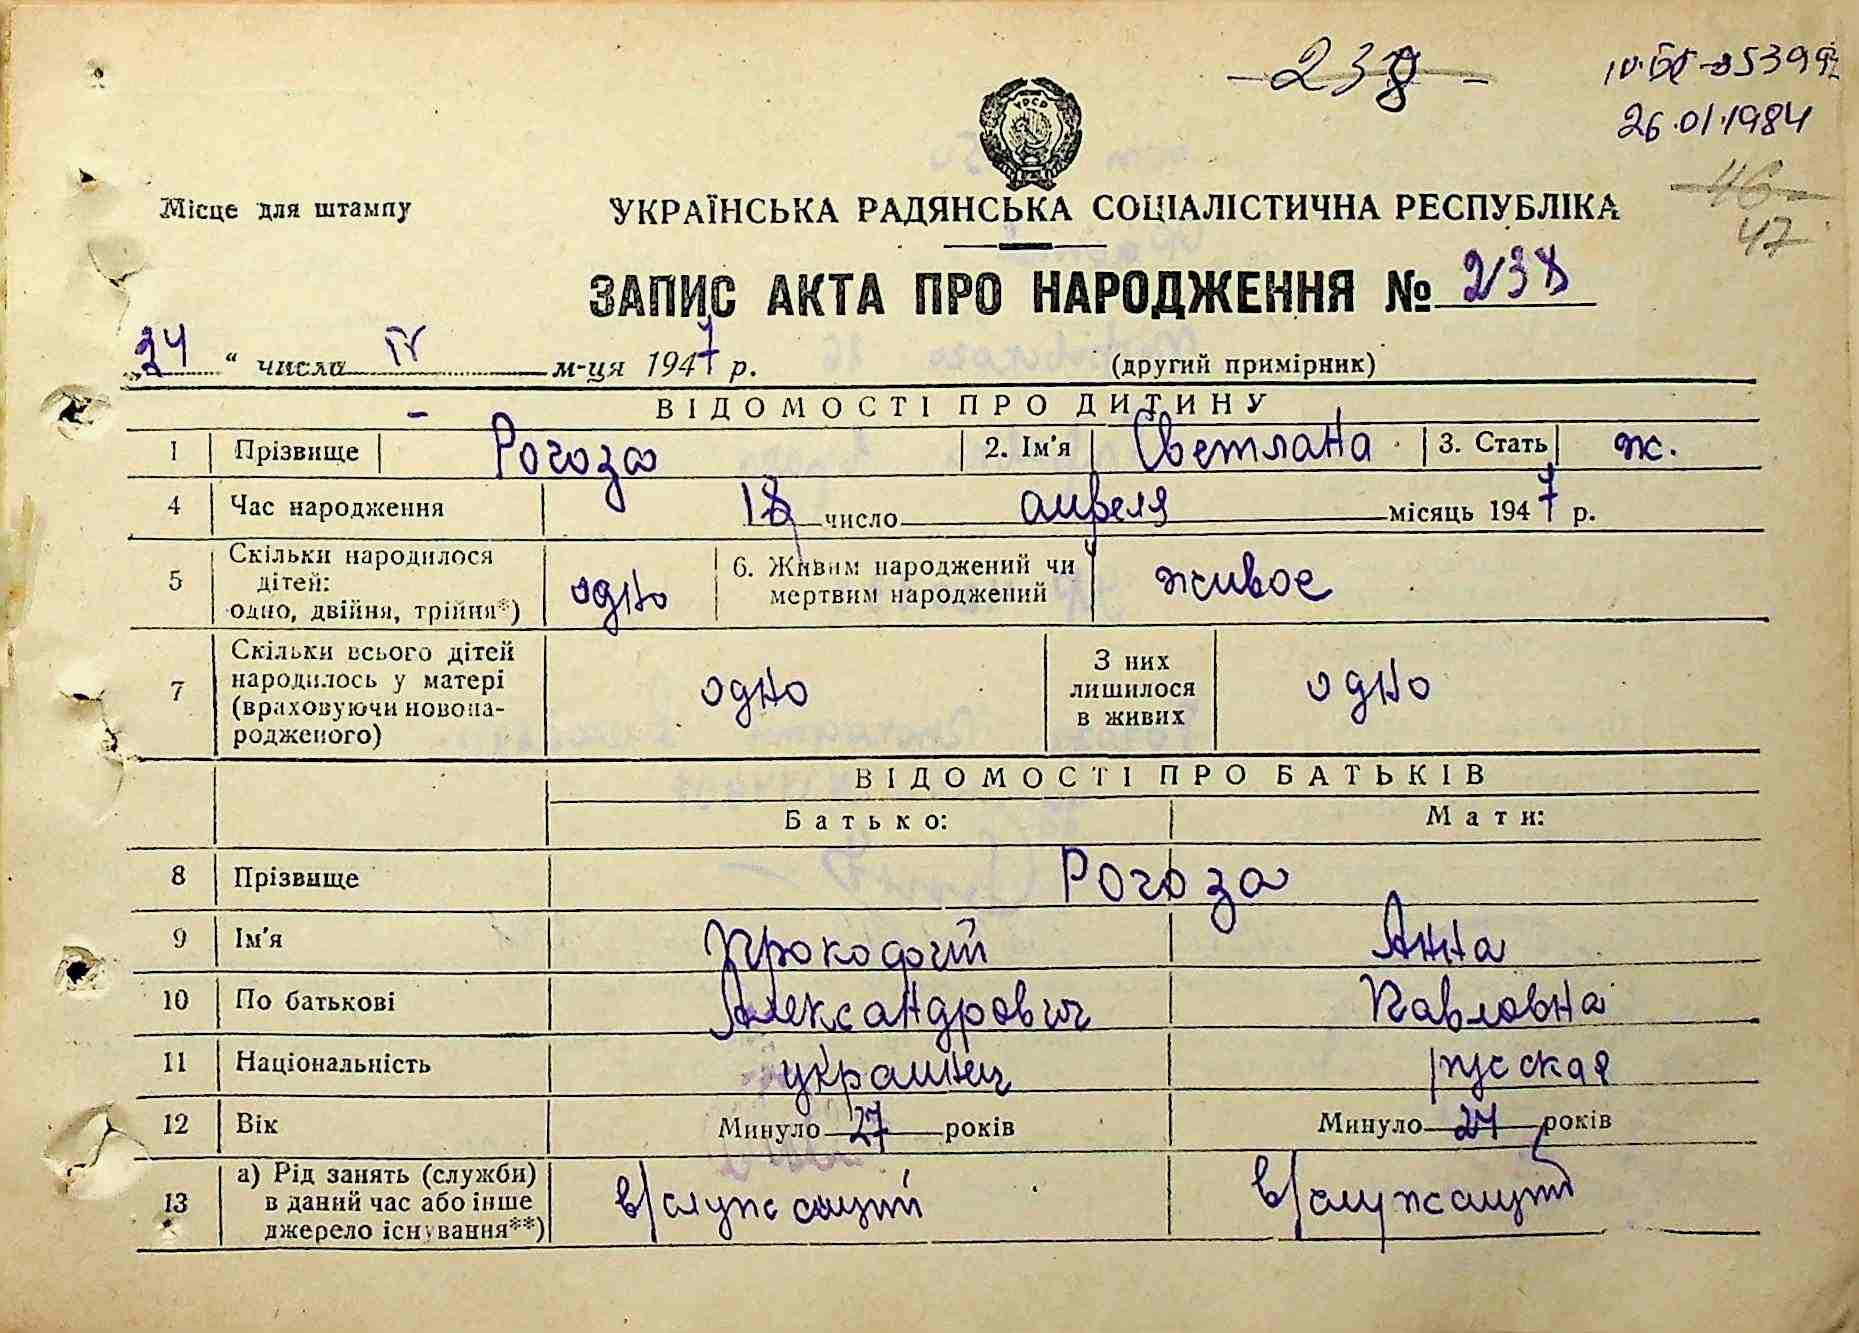 238
26.01.1984
46
47
УРСР
Місце для штампу
УКРАЇНСЬКА РАДЯНСЬКА СОЦІАЛІСТИЧНА РЕСПУБЛІКА
ЗАПИС АКТА ПРО НАРОДЖЕННЯ № 238
„24“ числа IV м-ця 1947 р.
(другий примірник)
ВІДОМОСТІ ПРО ДИТИНУ
1 Прізвище Рогоза 2. Ім'я Светлана 3. Стать ж.
4 Час народження 18 число апреля місяць 1947 р.
5 Скільки народилося дітей: одно, двійня, трійня*) одно 6. Живим народжений чи мертвим народжений живое
7 Скільки всього дітей народилось у матері (враховуючи новонародженого) одно З них лишилося в живих одно
ВІДОМОСТІ ПРО БАТЬКІВ
Батько: Мати:
8 Прізвище Рогоза
9 Ім'я Анна
10 По батькові Александрович Павловна
11 Національність украинец русская
12 Вік Минуло 27 років Минуло 27 років
13 а) Рід занять (служби) в даний час або інше джерело існування**) в/служащий в/служащий